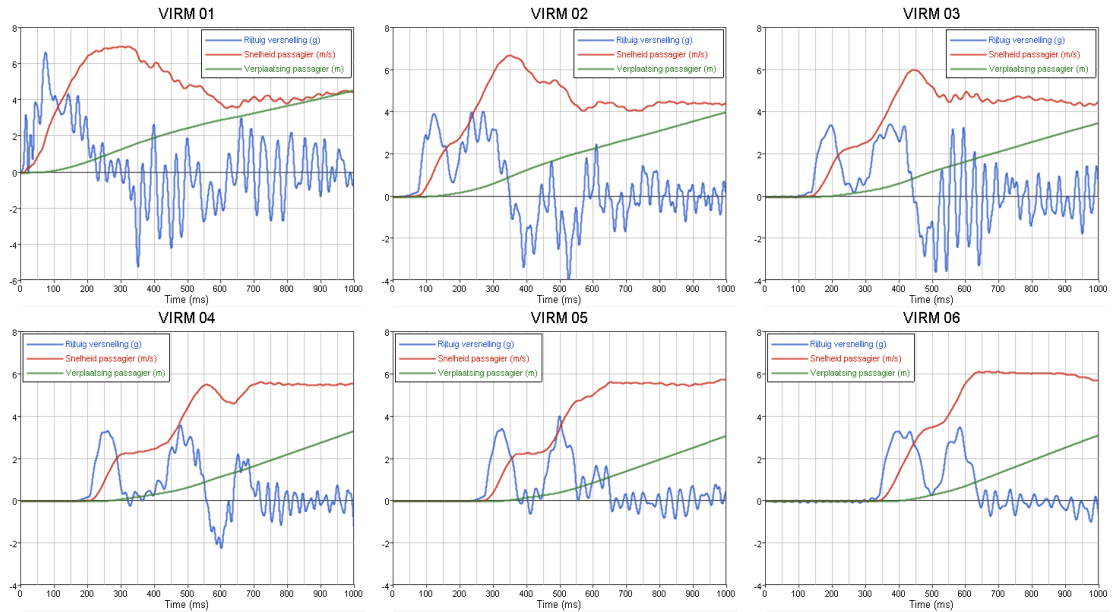 VIRM 01
8
6
4
2
0
-2
-4
-6
Rijtuig versnelling (g)
Snelheid passagier (m/s)
Verplaatsing passagier (m)
0 100 200 300 400 500 600 700 800 900 1000
Time (ms)
VIRM 02
8
6
4
2
0
-2
-4
Rijtuig versnelling (g)
Snelheid passagier (m/s)
Verplaatsing passagier (m)
0 100 200 300 400 500 600 700 800 900 1000
Time (ms)
VIRM 03
8
6
4
2
0
-2
-4
Rijtuig versnelling (g)
Snelheid passagier (m/s)
Verplaatsing passagier (m)
0 100 200 300 400 500 600 700 800 900 1000
Time (ms)
VIRM 04
8
6
4
2
0
-2
-4
Rijtuig versnelling (g)
Snelheid passagier (m/s)
Verplaatsing passagier (m)
0 100 200 300 400 500 600 700 800 900 1000
Time (ms)
VIRM 05
8
6
4
2
0
-2
-4
Rijtuig versnelling (g)
Snelheid passagier (m/s)
Verplaatsing passagier (m)
0 100 200 300 400 500 600 700 800 900 1000
Time (ms)
VIRM 06
8
6
4
2
0
-2
-4
Rijtuig versnelling (g)
Snelheid passagier (m/s)
Verplaatsing passagier (m)
0 100 200 300 400 500 600 700 800 900 1000
Time (ms)